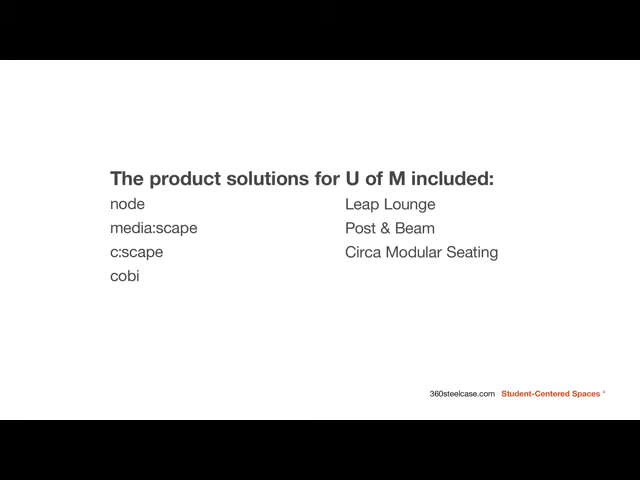 The product solutions for U of M included:
node
media:scape
c:scape
cobi
Leap Lounge
Post & Beam
Circa Modular Seating
360steelcase.com Student-Centered Spaces